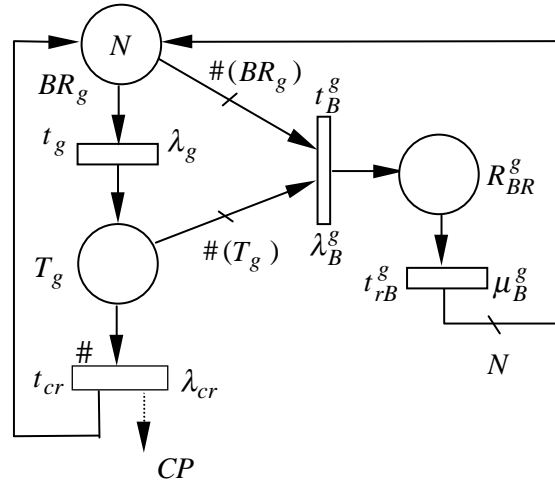 N
#(BR_g)
BR_g
t_B^g
t_g
λ_g
R_BR^g
T_g
#(T_g)
λ_B^g
t_rB^g
μ_B^g
#
N
t_cr
λ_cr
CP